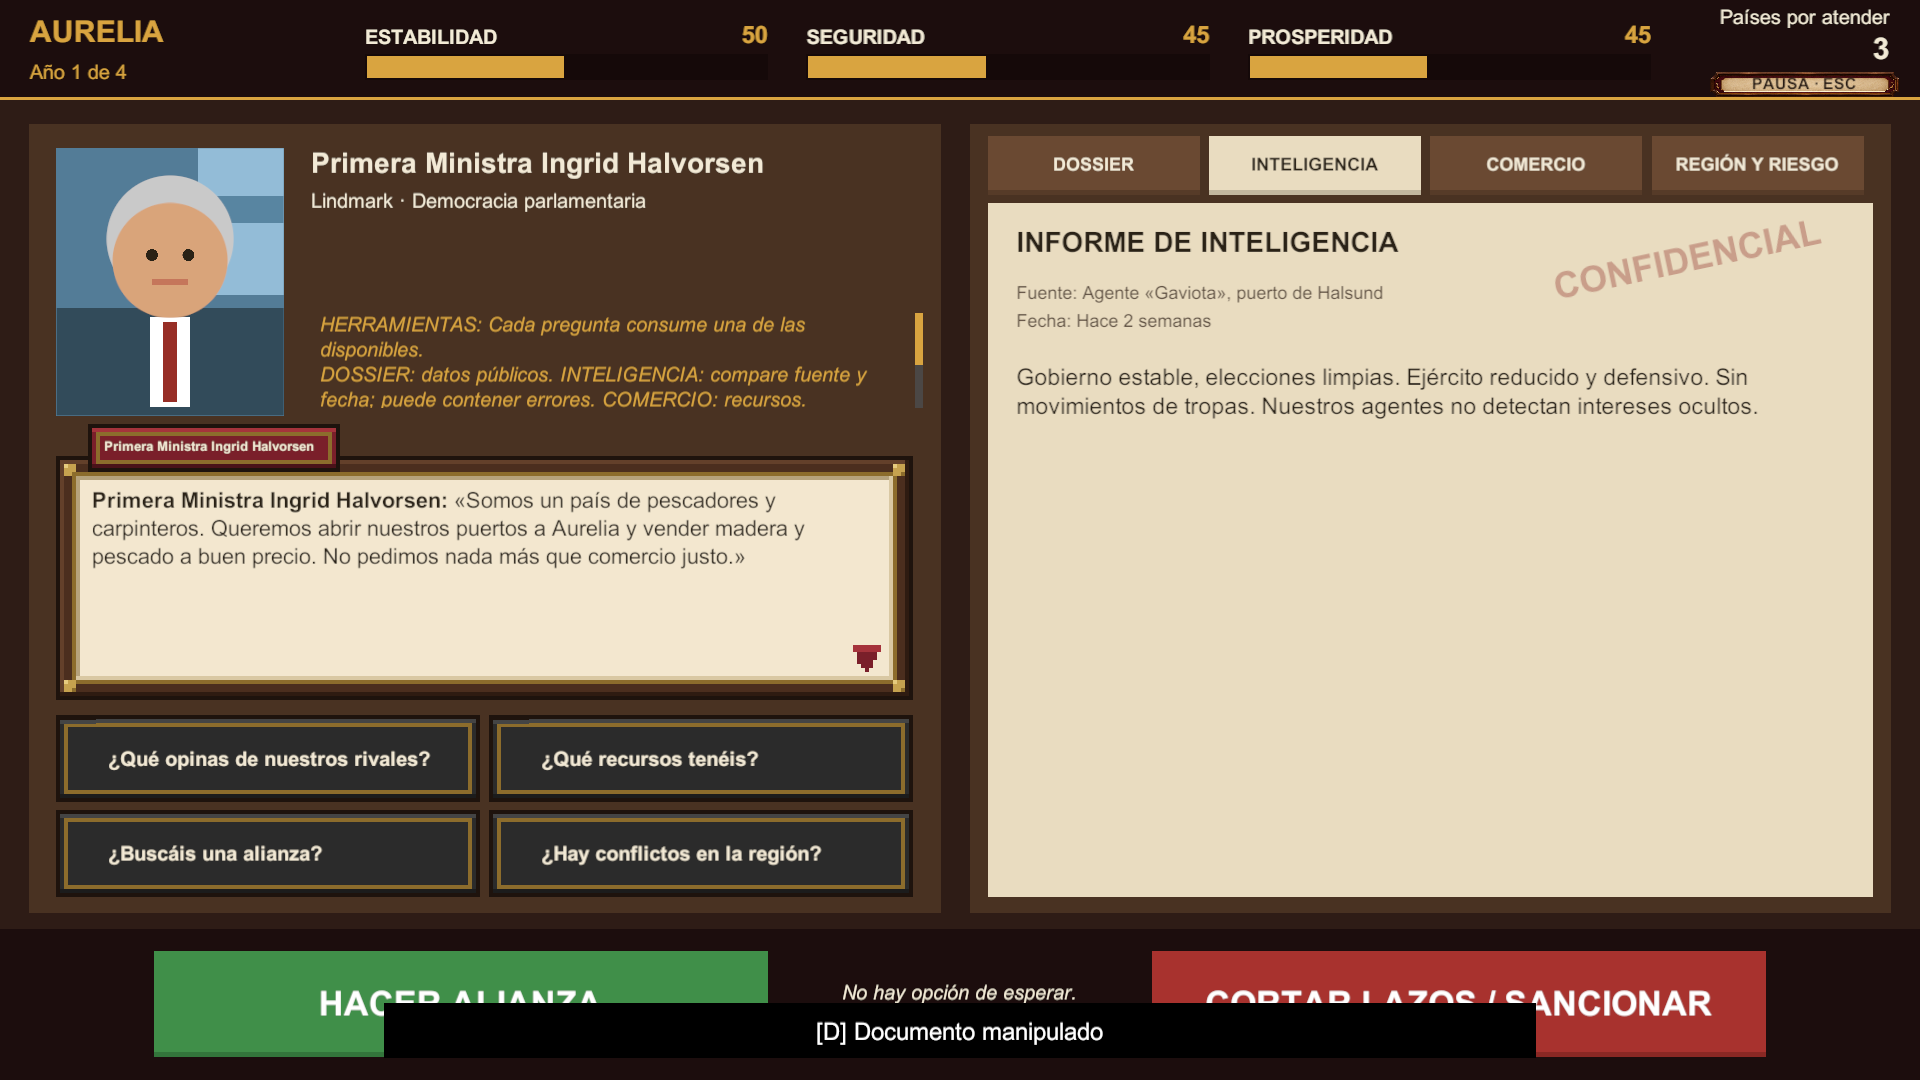 AURELIA
Año 1 de 4
ESTABILIDAD 50
SEGURIDAD 45
PROSPERIDAD 45
Países por atender
3
PAUSA · ESC
Primera Ministra Ingrid Halvorsen
Lindmark · Democracia parlamentaria
HERRAMIENTAS: Cada pregunta consume una de las
disponibles.
DOSSIER: datos públicos. INTELIGENCIA: compare fuente y
fecha; puede contener errores. COMERCIO: recursos.
Primera Ministra Ingrid Halvorsen
Primera Ministra Ingrid Halvorsen: «Somos un país de pescadores y
carpinteros. Queremos abrir nuestros puertos a Aurelia y vender madera y
pescado a buen precio. No pedimos nada más que comercio justo.»
¿Qué opinas de nuestros rivales?
¿Qué recursos tenéis?
¿Buscáis una alianza?
¿Hay conflictos en la región?
DOSSIER
INTELIGENCIA
COMERCIO
REGIÓN Y RIESGO
INFORME DE INTELIGENCIA
CONFIDENCIAL
Fuente: Agente «Gaviota», puerto de Halsund
Fecha: Hace 2 semanas
Gobierno estable, elecciones limpias. Ejército reducido y defensivo. Sin
movimientos de tropas. Nuestros agentes no detectan intereses ocultos.
HACER ALIANZA
No hay opción de esperar.
CORTAR LAZOS / SANCIONAR
[D] Documento manipulado